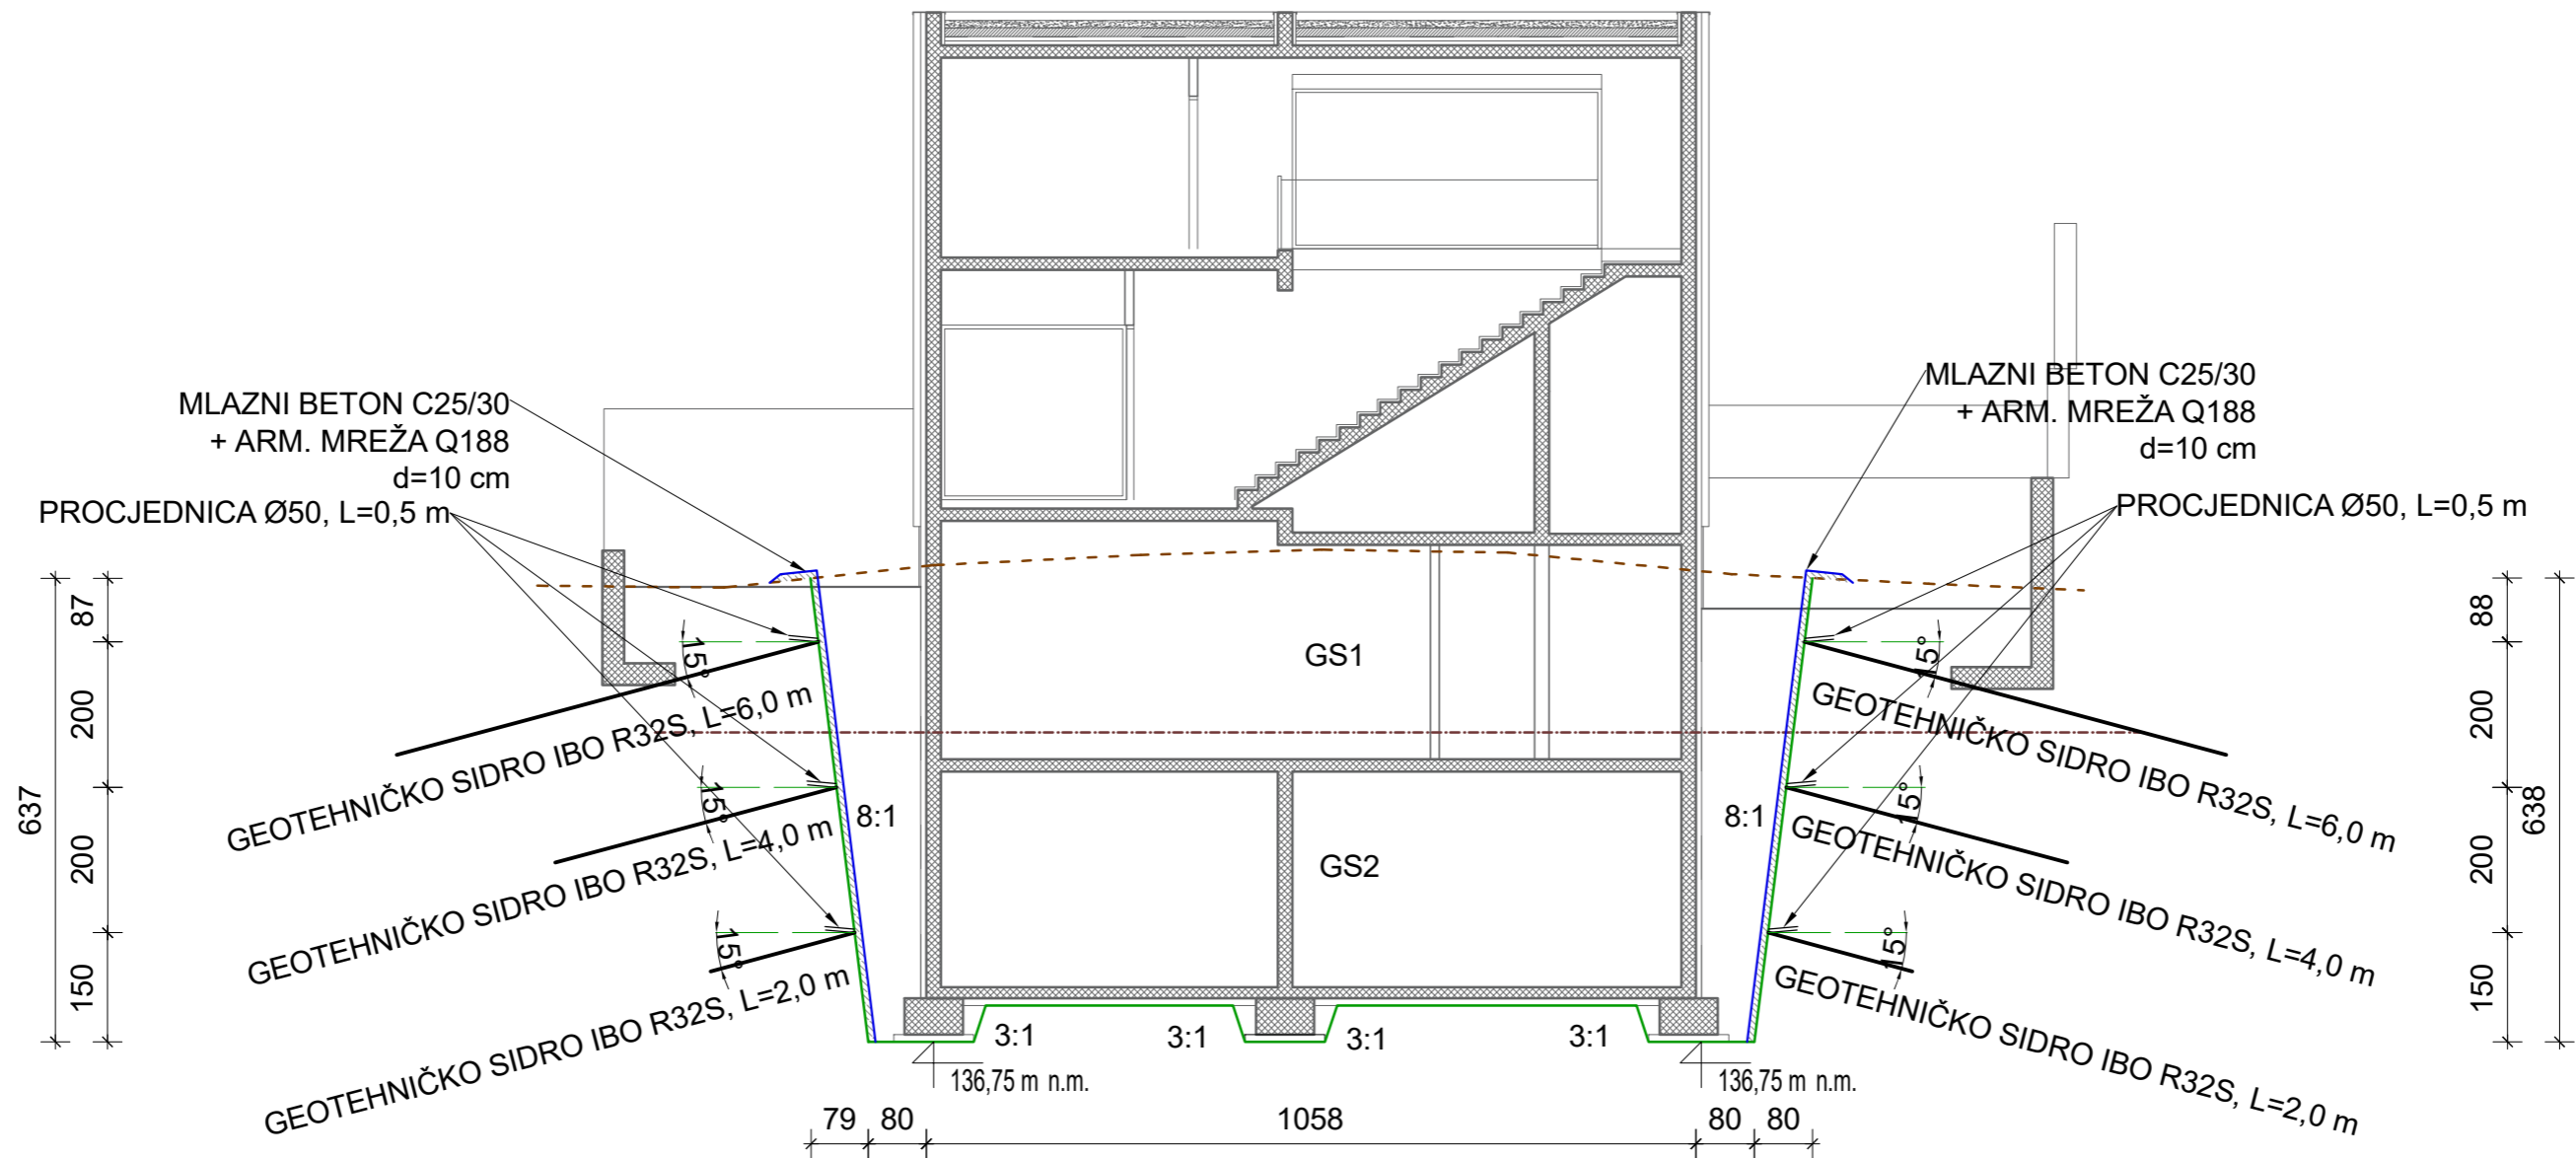 MLAZNI BETON C25/30
+ ARM. MREŽA Q188
d=10 cm
PROCJEDNICA Ø50, L=0,5 m
MLAZNI BETON C25/30
+ ARM. MREŽA Q188
d=10 cm
PROCJEDNICA Ø50, L=0,5 m
637
87
200
200
150
15°
15°
15°
GEOTEHNIČKO SIDRO IBO R32S, L=6,0 m
GEOTEHNIČKO SIDRO IBO R32S, L=4,0 m
GEOTEHNIČKO SIDRO IBO R32S, L=2,0 m
8:1
GS1
GS2
8:1
15°
15°
15°
GEOTEHNIČKO SIDRO IBO R32S, L=6,0 m
GEOTEHNIČKO SIDRO IBO R32S, L=4,0 m
GEOTEHNIČKO SIDRO IBO R32S, L=2,0 m
88
200
200
150
638
3:1
3:1
3:1
3:1
136,75 m n.m.
136,75 m n.m.
79
80
1058
80
80